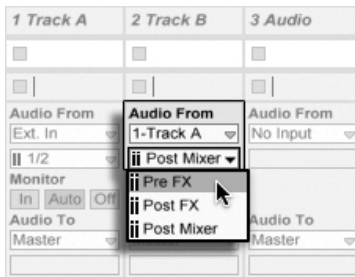 1 Track A 2 Track B 3 Audio
Audio From Audio From Audio From
Ext. In 1-Track A No Input
1/2 Post Mixer
Monitor Pre FX
In Auto Off Post FX
Audio To Post Mixer Audio To
Master Master